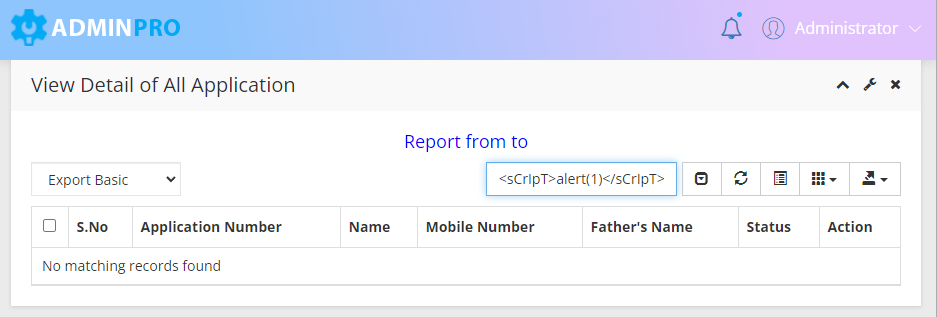 ADMINPRO
Administrator
View Detail of All Application
Report from to
Export Basic
<sCrIpT>alert(1)</sCrIpT>
S.No Application Number Name Mobile Number Father's Name Status Action
No matching records found